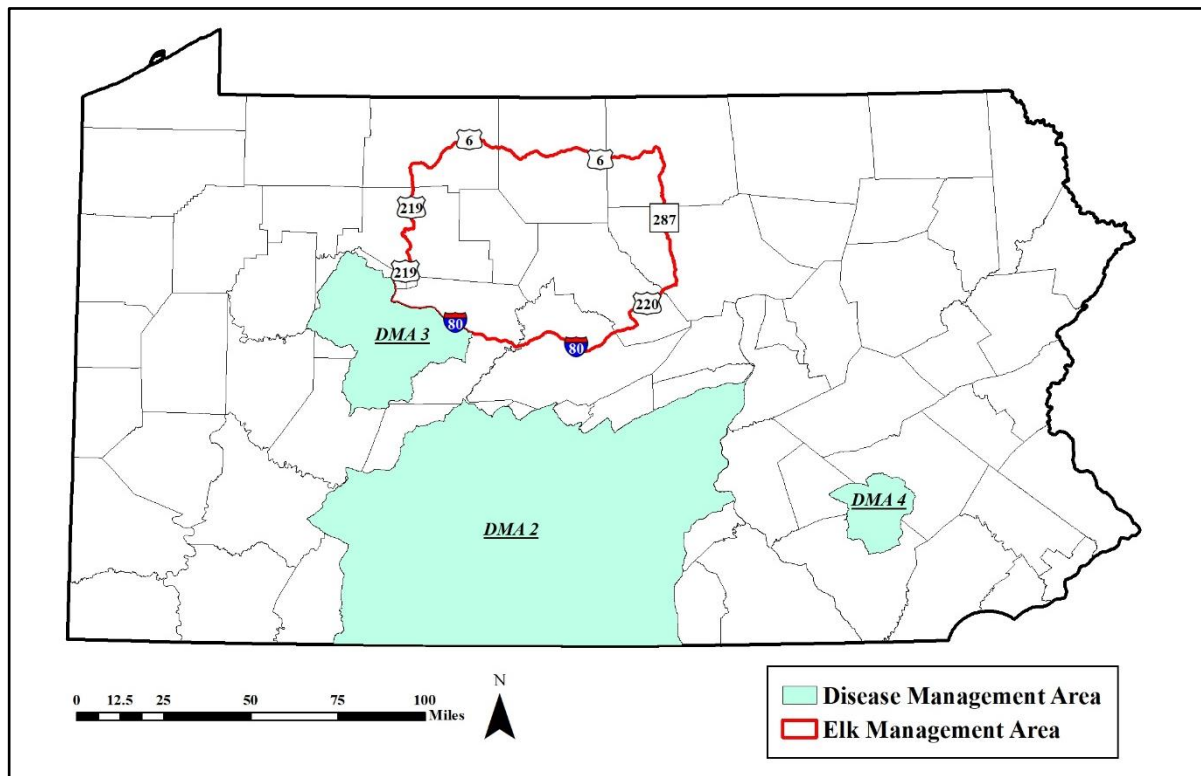 6
6
219
287
219
220
80
DMA 3
80
DMA 4
DMA 2
N
0 12.5 25 50 75 100
Miles
Disease Management Area
Elk Management Area